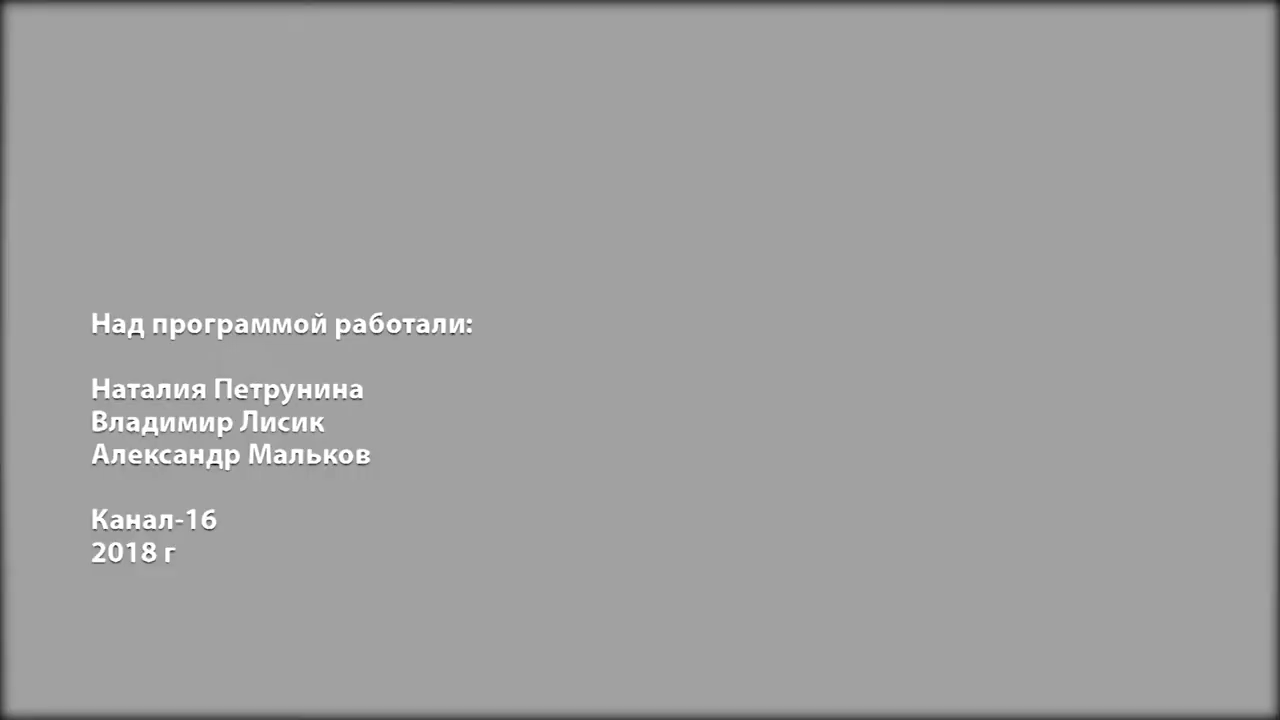 Над программой работали:
Наталия Петрунина
Владимир Лисик
Александр Мальков
Канал-16
2018 г